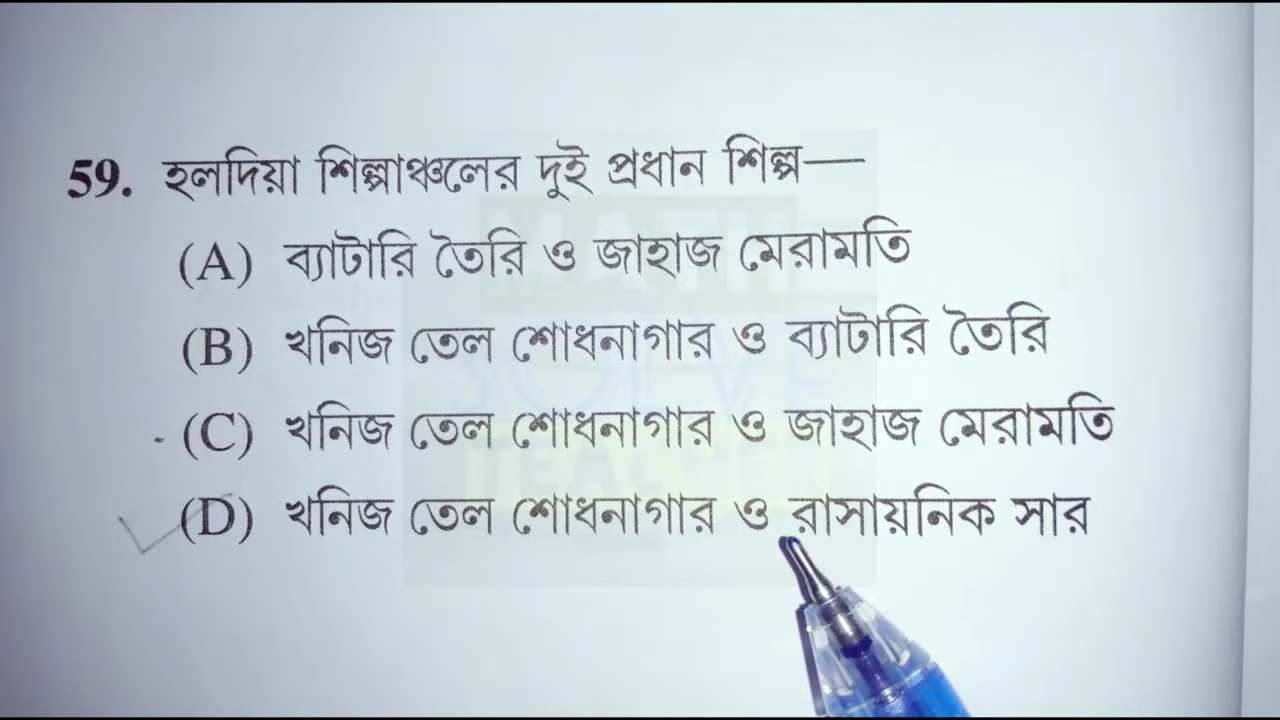 59. হলদিয়া শিল্পাঞ্চলের দুই প্রধান শিল্প—
(A) ব্যাটারি তৈরি ও জাহাজ মেরামতি
(B) খনিজ তেল শোধনাগার ও ব্যাটারি তৈরি
(C) খনিজ তেল শোধনাগার ও জাহাজ মেরামতি
(D) খনিজ তেল শোধনাগার ও রাসায়নিক সার